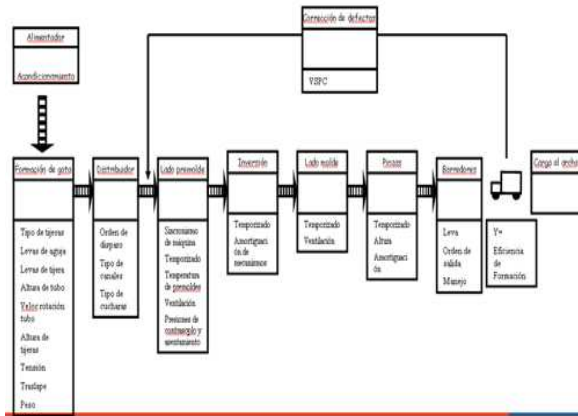 Corrección de defectos
VSPC
Alimentador
Acondicionamiento
Formación de gota
Tipo de tijeras
Levas de aguja
Levas de tijera
Altura de tubo
Valor rotación
tubo
Altura de
tijeras
Tensión
Traslape
Peso
Distribuidor
Orden de
disparo
Tipo de
canales
Tipo de
cucharas
Lado premolde
Sincronismo
de máquina
Temporizado
Temperatura
de premoldes
Ventilación
Presiones de
contrasoplo y
asentamiento
Inversión
Temporizado
Amortiguac
ión de
mecanismos
Lado molde
Temporizado
Ventilación
Pinzas
Temporizado
Altura
Amortiguaci
ón
Barredores
Leva
Orden de
salida
Manejo
Y=
Eficiencia
de
Formación
Carga al archa